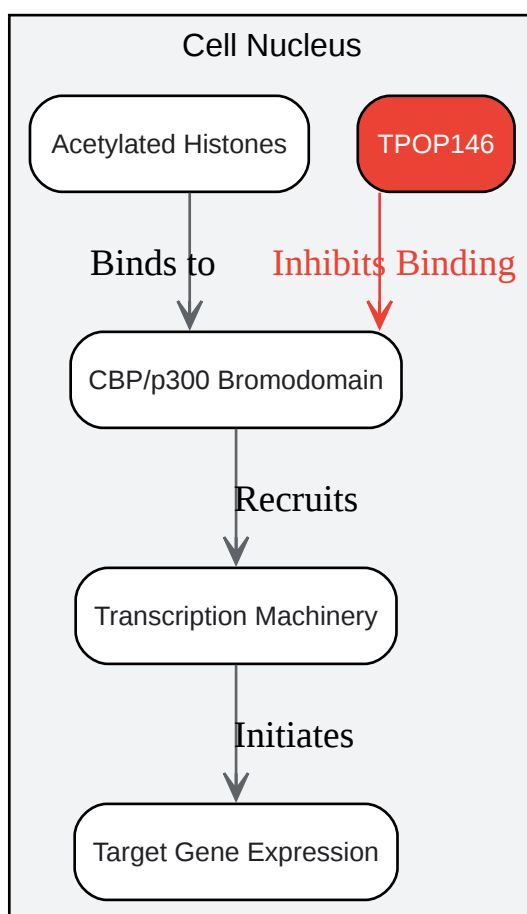 Cell Nucleus
Acetylated Histones
TPOP146
Binds to
Inhibits Binding
CBP/p300 Bromodomain
Recruits
Transcription Machinery
Initiates
Target Gene Expression